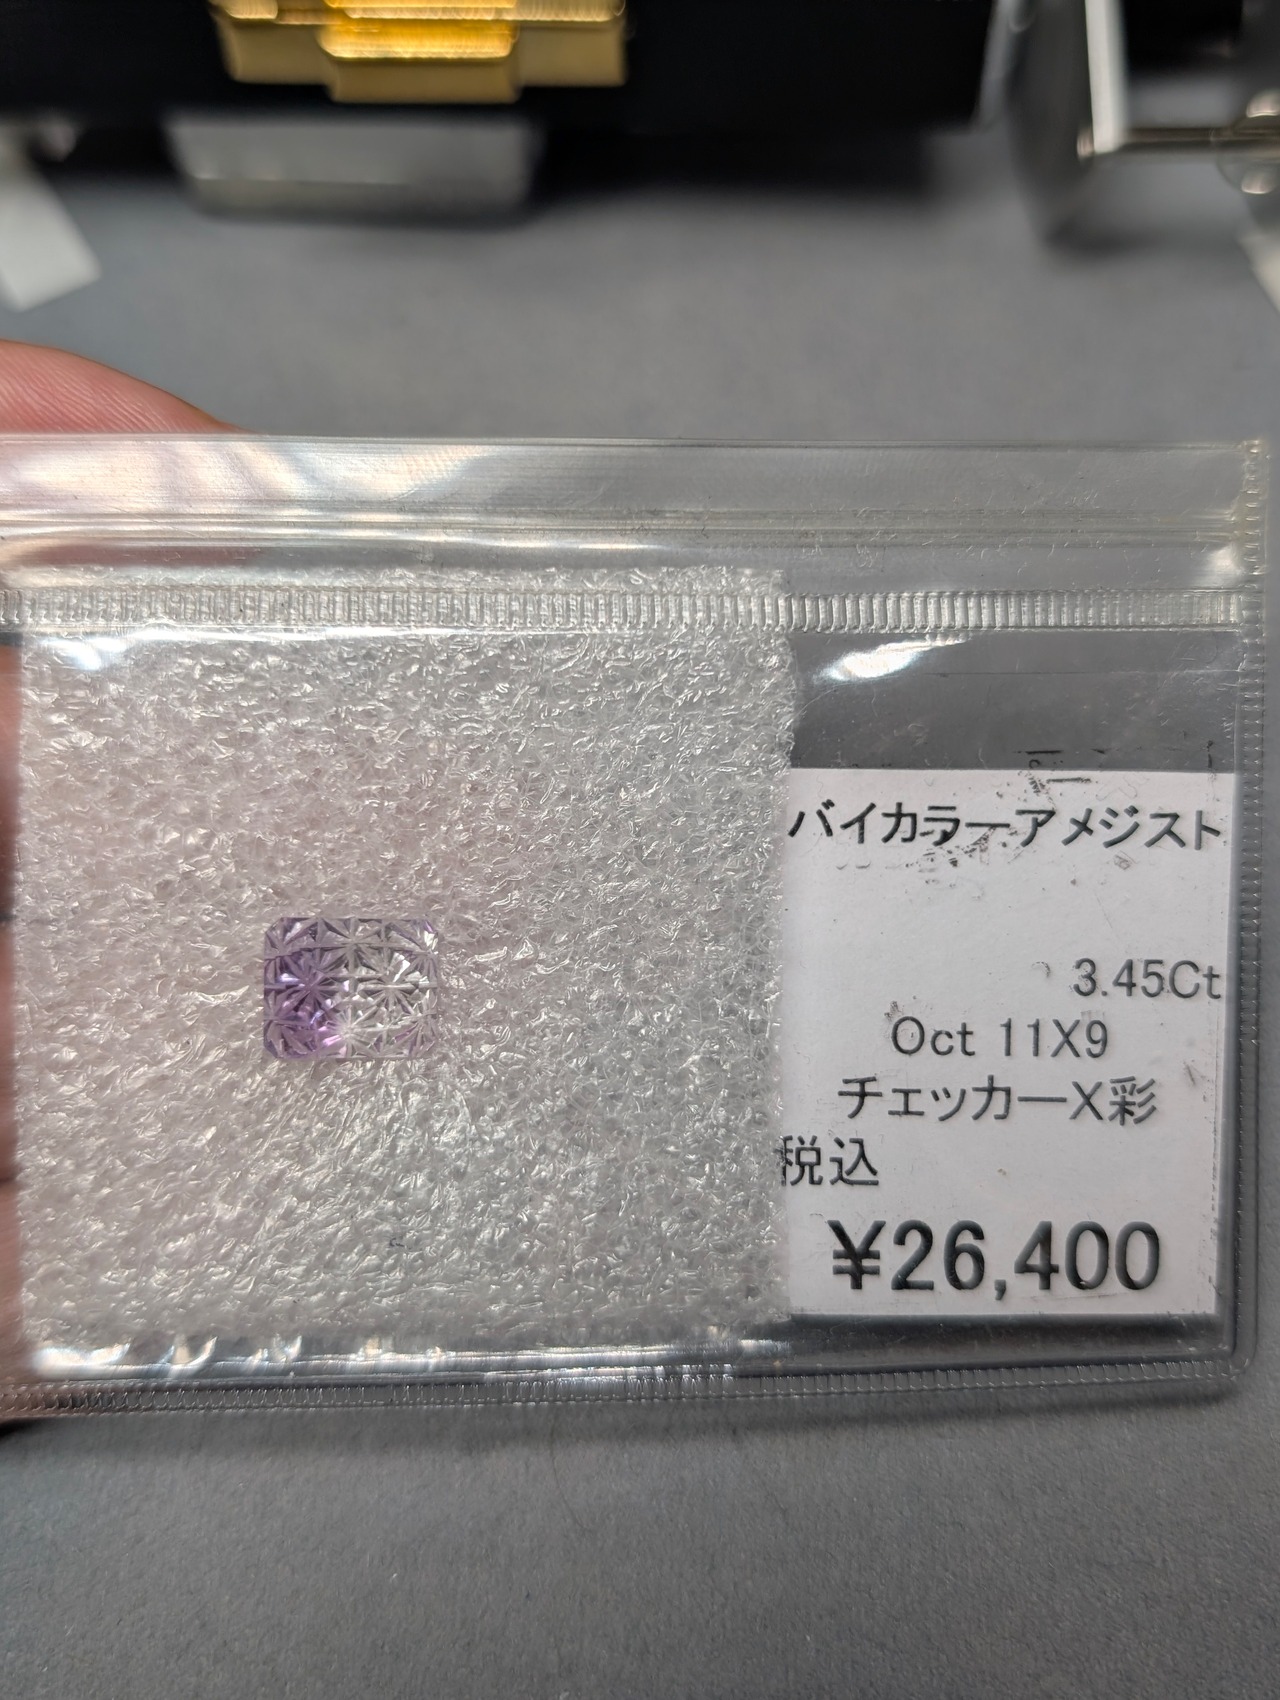 バイカラーアメジスト
3.45Ct
Oct 11X9
チェッカーX彩
税込
¥26,400